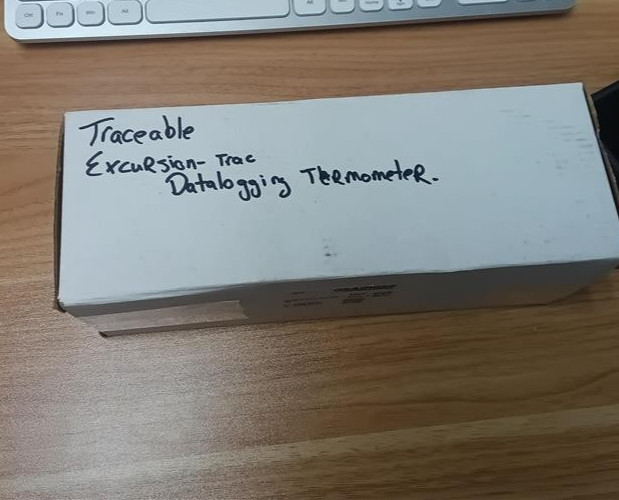 Traceable
Excursion-Trac
Datalogging Thermometer.